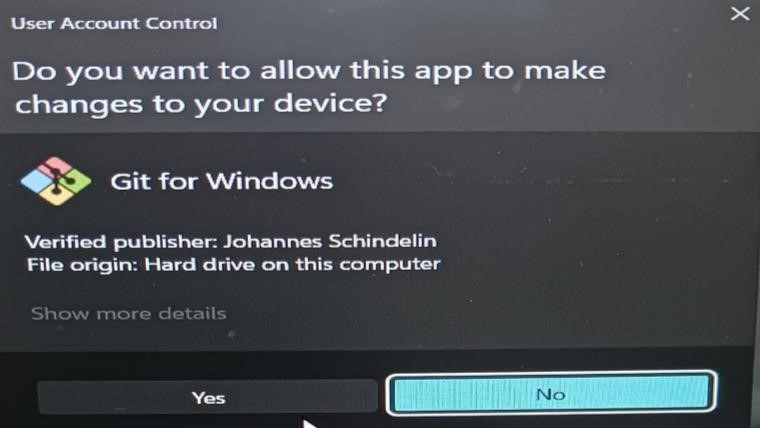 User Account Control
Do you want to allow this app to make
changes to your device?
Git for Windows
Verified publisher: Johannes Schindelin
File origin: Hard drive on this computer
Show more details
Yes
No